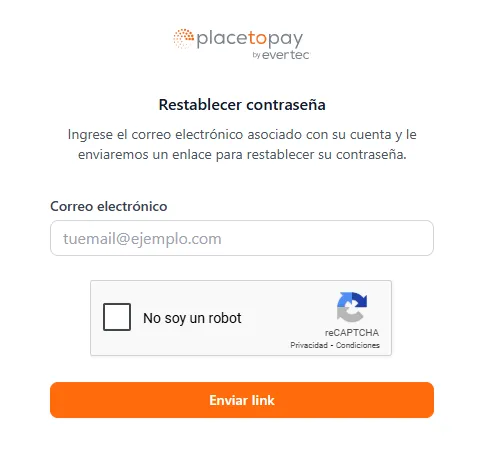 placetopay
by evertec
Restablecer contraseña
Ingrese el correo electrónico asociado con su cuenta y le
enviaremos un enlace para restablecer su contraseña.
Correo electrónico
tuemail@ejemplo.com
No soy un robot
reCAPTCHA
Privacidad - Condiciones
Enviar link